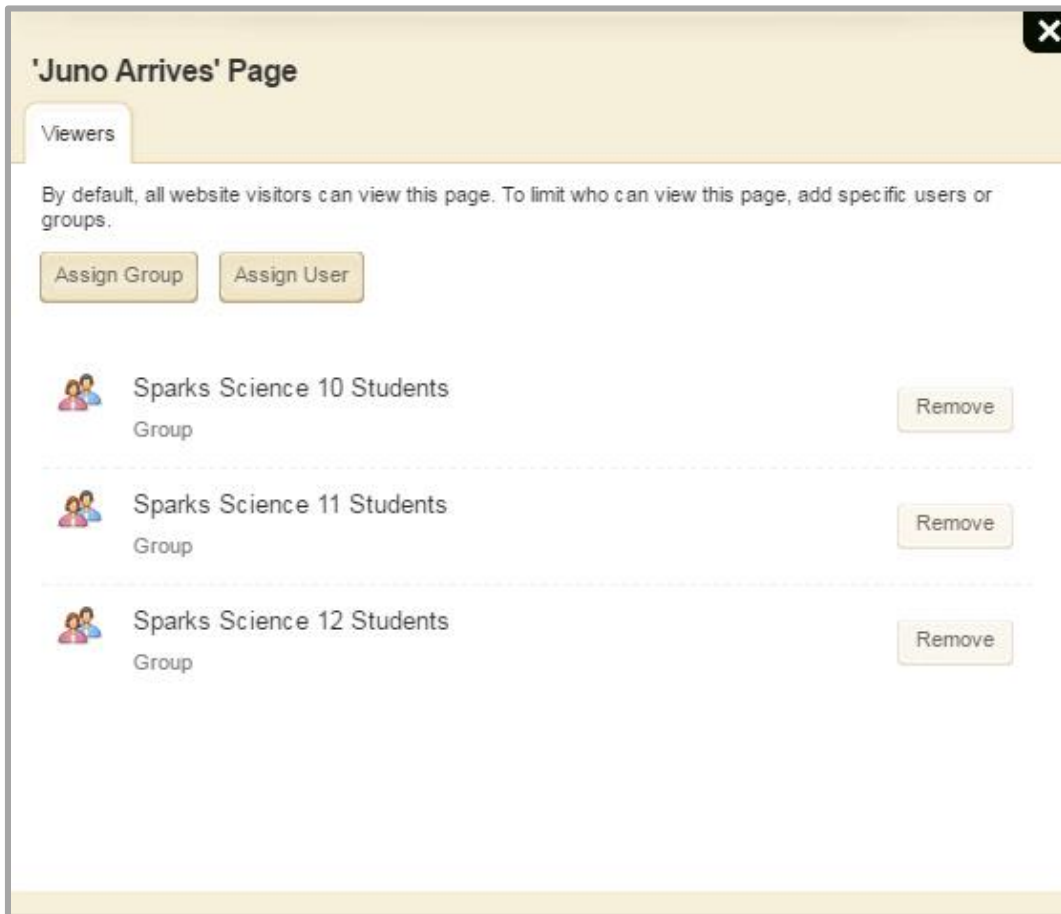 'Juno Arrives' Page
Viewers
By default, all website visitors can view this page. To limit who can view this page, add specific users or
groups.
Assign Group Assign User
Sparks Science 10 Students
Group
Remove
Sparks Science 11 Students
Group
Remove
Sparks Science 12 Students
Group
Remove